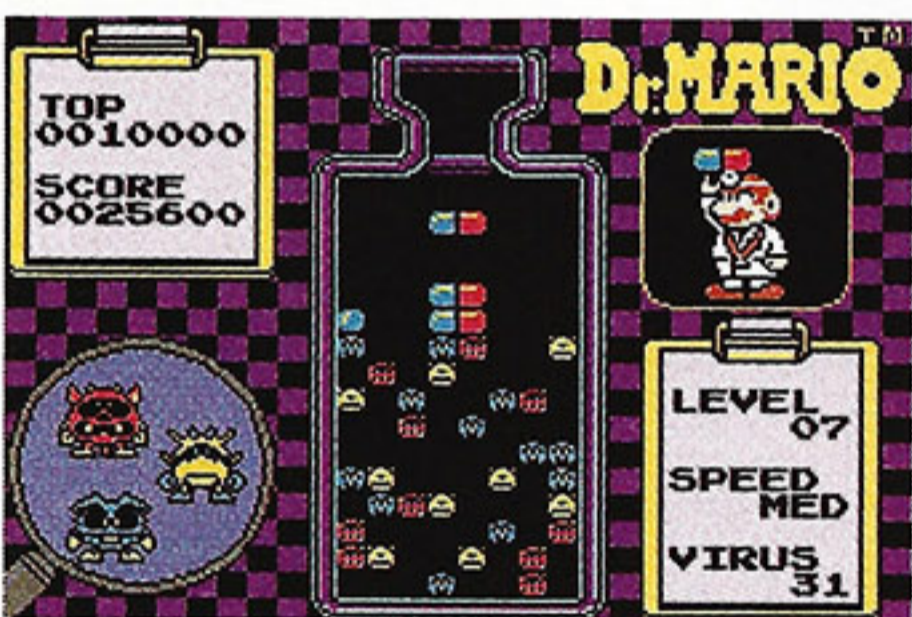 TOP
0010000
SCORE
0025600
Dr.MARIO TM
LEVEL
07
SPEED
MED
VIRUS
31